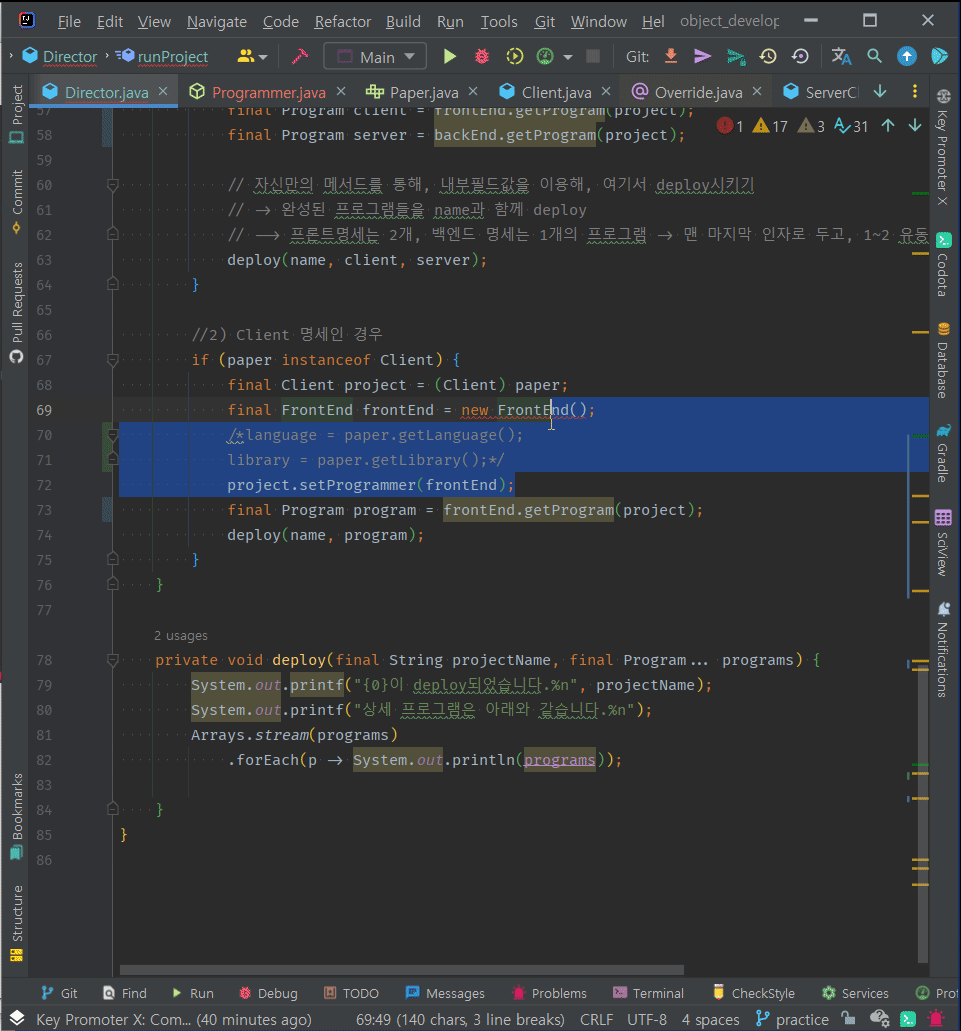 File Edit View Navigate Code Refactor Build Run Tools Git Window Hel object_develop
Director runProject Main Git:
Director.java Programmer.java Paper.java Client.java Override.java ServerCl
57 final Program client = frontEnd.getProgram(project);
1 17 3 31
58 final Program server = backEnd.getProgram(project);
59
60 // 자신만의 메서드를 통해, 내부필드값을 이용해, 여기서 deploy시키기
61 // -> 완성된 프로그램들을 name과 함께 deploy
62 // --> 프론트명세는 2개, 백엔드 명세는 1개의 프로그램 -> 맨 마지막 인자로 두고, 1~2 유동
63 deploy(name, client, server);
64 }
65
66 //2) Client 명세인 경우
67 if (paper instanceof Client) {
68 final Client project = (Client) paper;
69 final FrontEnd frontEnd = new FrontEnd();
70 /*language = paper.getLanguage();
71 library = paper.getLibrary();*/
72 project.setProgrammer(frontEnd);
73 final Program program = frontEnd.getProgram(project);
74 deploy(name, program);
75 }
76 }
77
2 usages
78 private void deploy(final String projectName, final Program... programs) {
79 System.out.printf("{0}이 deploy되었습니다.%n", projectName);
80 System.out.printf("상세 프로그램은 아래와 같습니다.%n");
81 Arrays.stream(programs)
82 .forEach(p -> System.out.println(programs));
83
84 }
85 }
86
Project
Commit
Pull Requests
Bookmarks
Structure
Key Promoter X
Codota
Database
Gradle
SciView
Notifications
Git Find Run Debug TODO Messages Problems Terminal CheckStyle Services Pro
Key Promoter X: Com... (40 minutes ago) 69:49 (140 chars, 3 line breaks) CRLF UTF-8 4 spaces practice